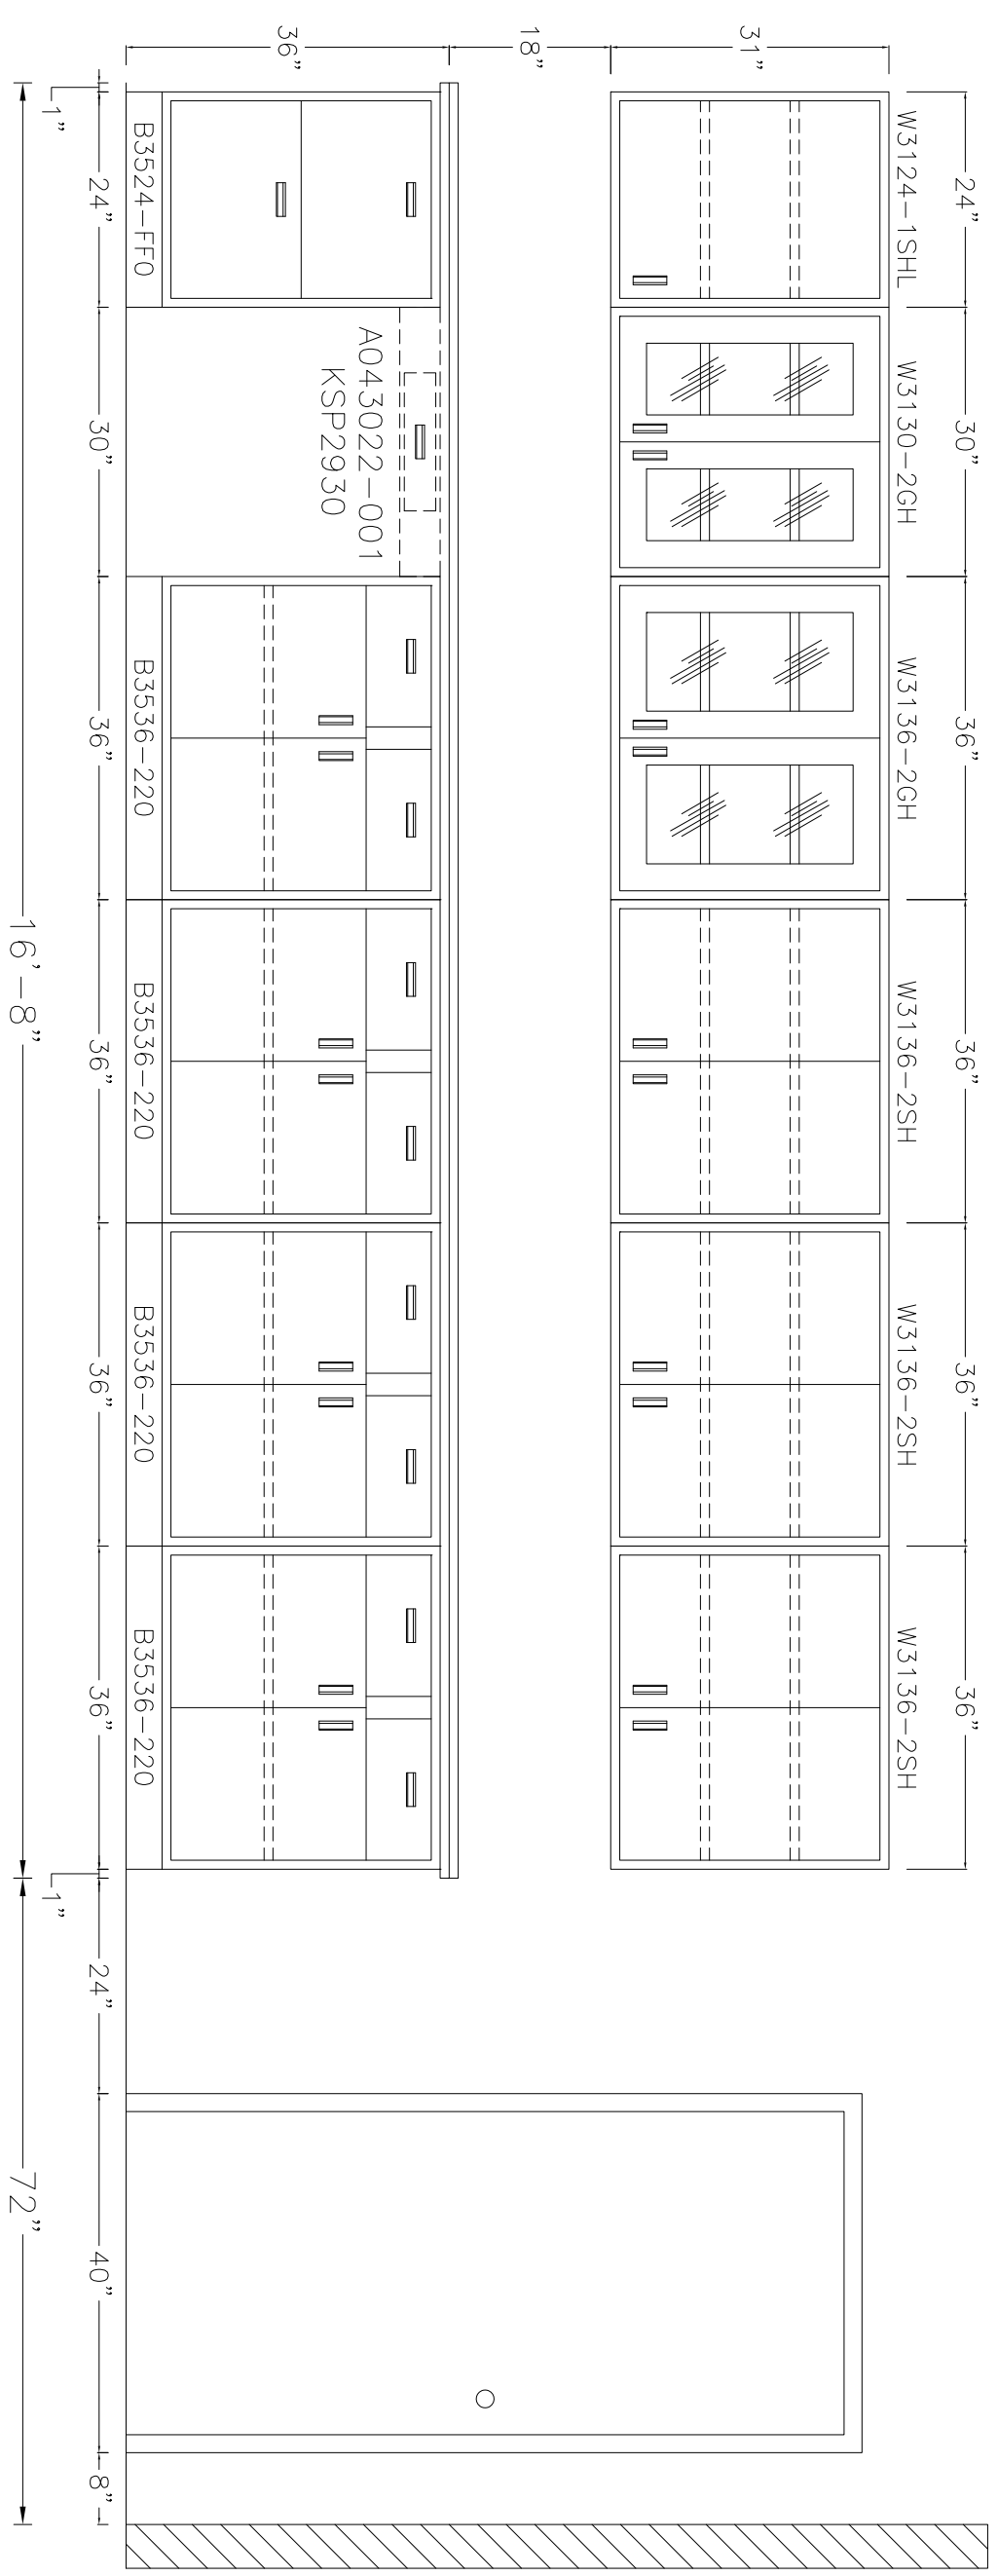 24” 30” 36” 36” 36” 36”
W3124-1SHL W3130-2GH W3136-2GH W3136-2SH W3136-2SH W3136-2SH
31”
18”
36”
A043022-001
KSP2930
B3524-FF0 B3536-220 B3536-220 B3536-220 B3536-220
24” 30” 36” 36” 36” 36” 24” 40” 8”
1” 1”
16’-8” 72”